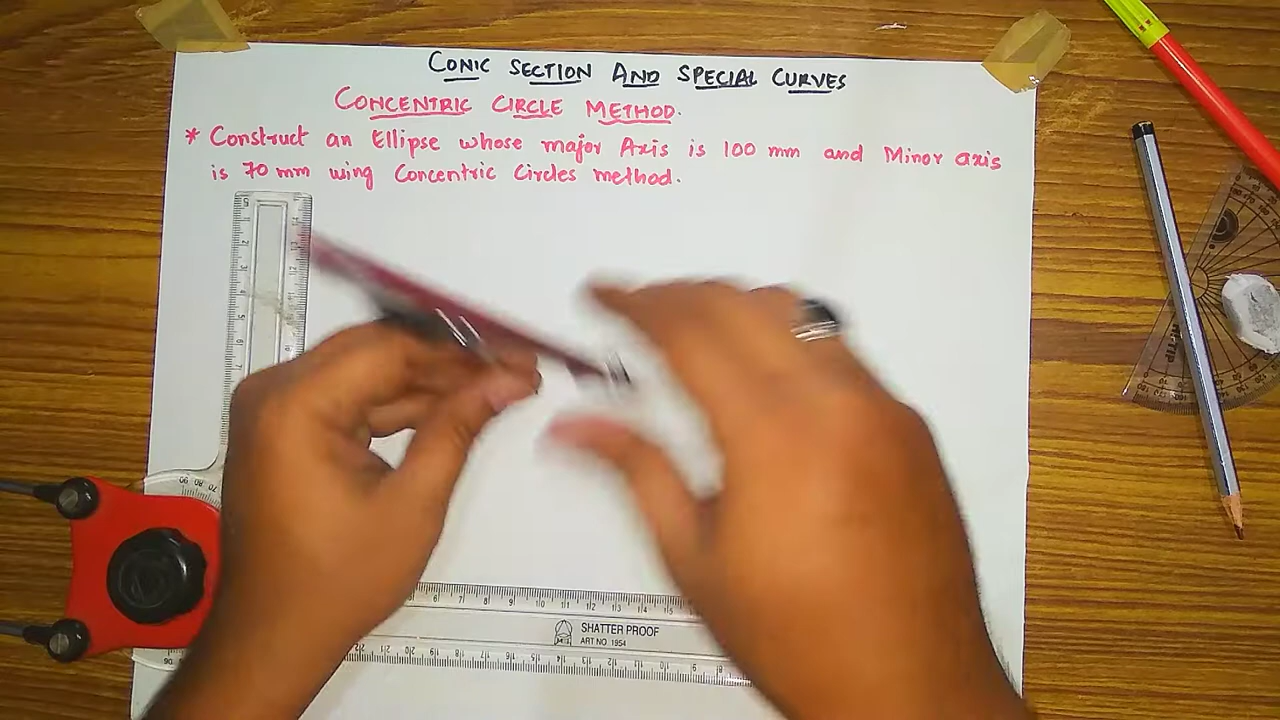 CONIC SECTION AND SPECIAL CURVES
CONCENTRIC CIRCLE METHOD.
* Construct an Ellipse whose major Axis is 100 mm and Minor axis
is 70 mm using Concentric Circles method.
SHATTER PROOF
ART NO. 1954